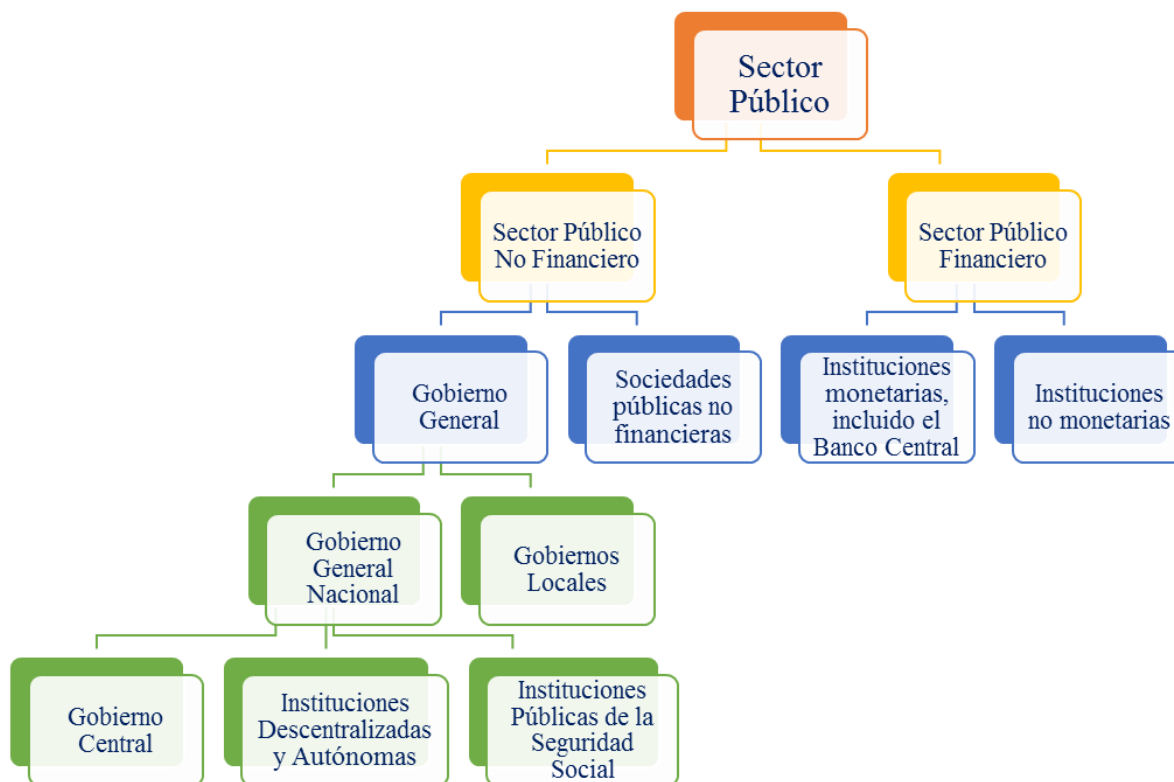 Sector
Público
Sector Público
No Financiero
Sector Público
Financiero
Gobierno
General
Sociedades
públicas no
financieras
Instituciones
monetarias,
incluido el
Banco Central
Instituciones
no monetarias
Gobierno
General
Nacional
Gobiernos
Locales
Gobierno
Central
Instituciones
Descentralizadas
y Autónomas
Instituciones
Públicas de la
Seguridad
Social